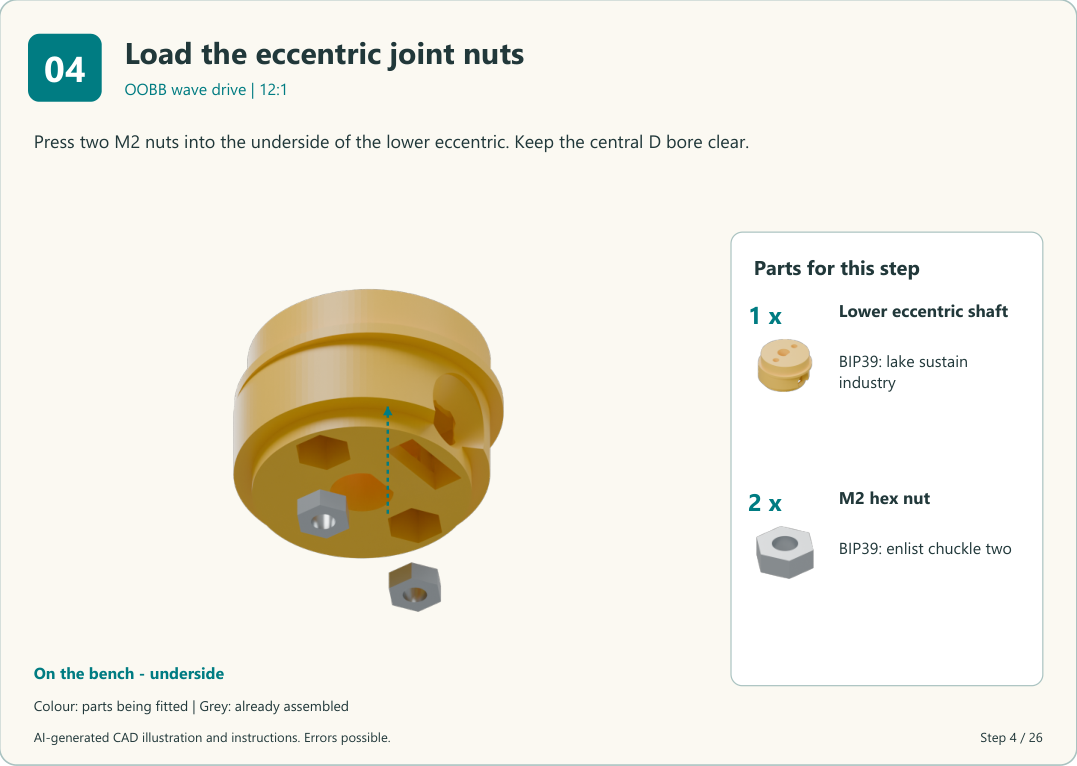 04
Load the eccentric joint nuts
OOBB wave drive | 12:1
Press two M2 nuts into the underside of the lower eccentric. Keep the central D bore clear.
Parts for this step
1 x
Lower eccentric shaft
BIP39: lake sustain
industry
2 x
M2 hex nut
BIP39: enlist chuckle two
On the bench - underside
Colour: parts being fitted | Grey: already assembled
AI-generated CAD illustration and instructions. Errors possible.
Step 4 / 26